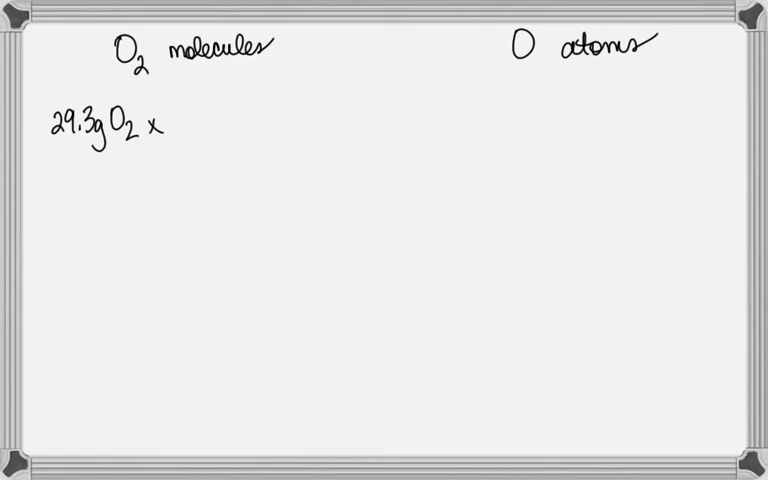 O₂ molecules O atoms
29.3g O₂ x